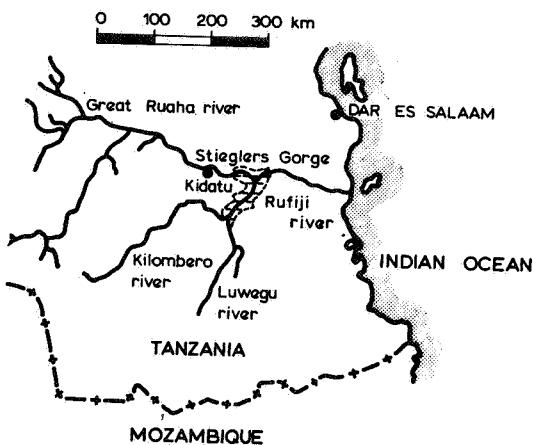 0 100 200 300 km
Great Ruaha river
DAR ES SALAAM
Stieglers Gorge
Kidatu
Rufiji
river
Kilombero
river
INDIAN OCEAN
Luwegu
river
TANZANIA
MOZAMBIQUE